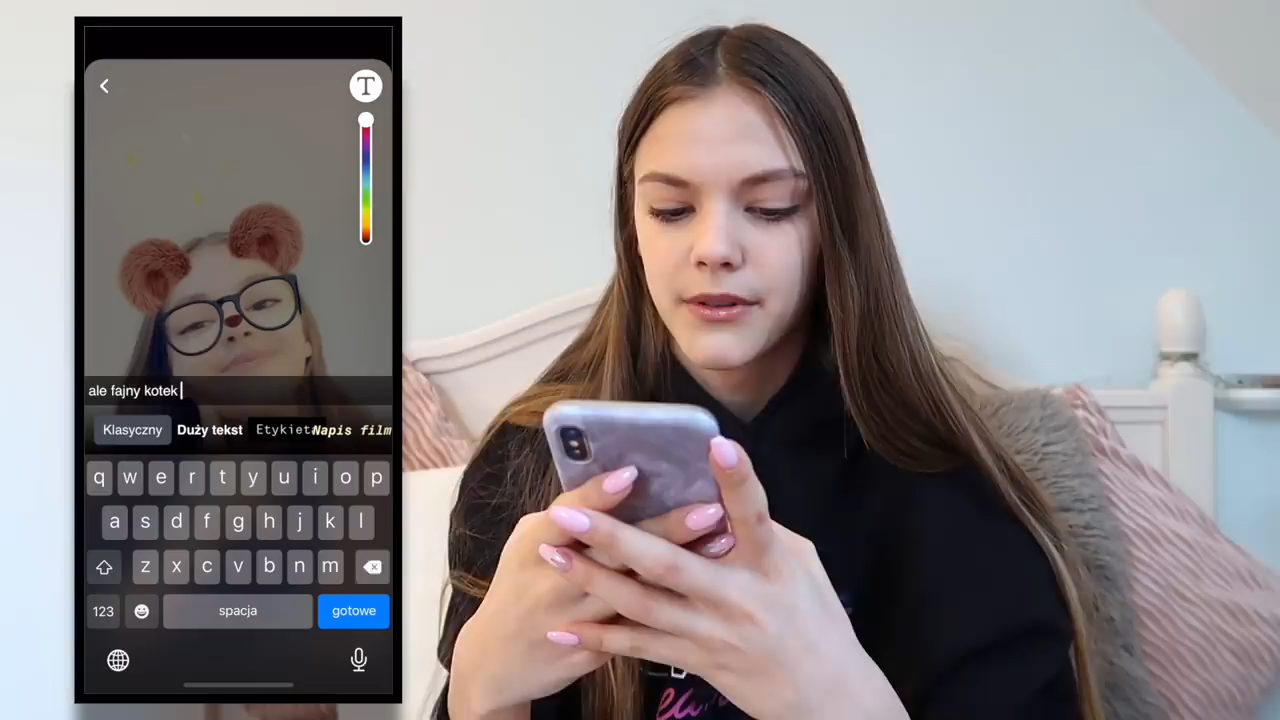 T
ale fajny kotek
Klasyczny Duży tekst Etykieta Napis film
q w e r t y u i o p
a s d f g h j k l
z x c v b n m
123 spacja gotowe